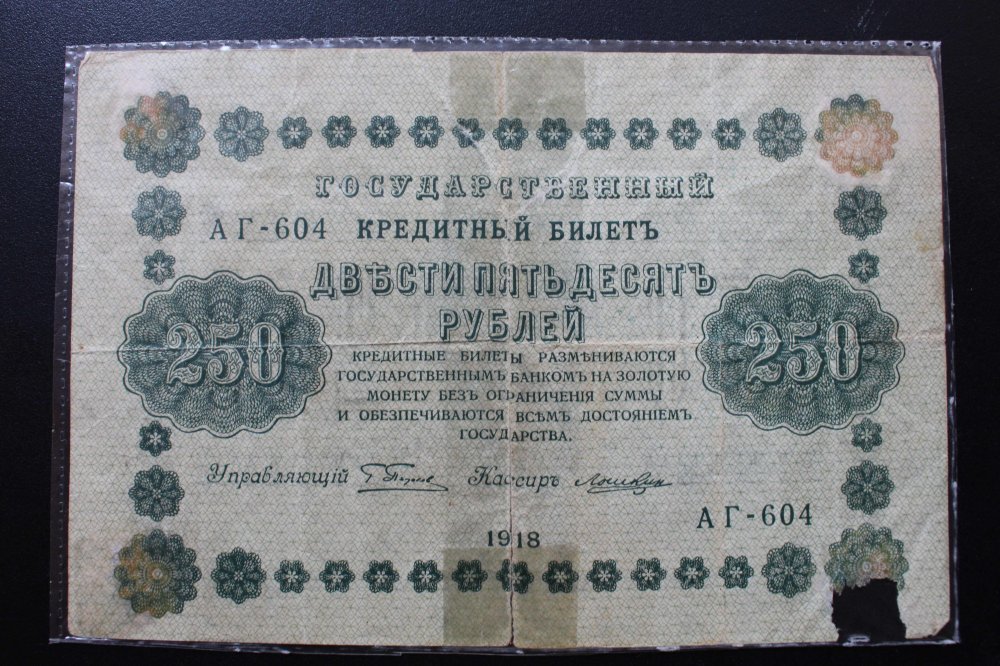 ГОСУДАРСТВЕННЫЙ
АГ-604 КРЕДИТНЫЙ БИЛЕТЪ
ДВѢСТИ ПЯТЬДЕСЯТЪ
РУБЛЕЙ
250
250
КРЕДИТНЫЕ БИЛЕТЫ РАЗМѢНИВАЮТСЯ
ГОСУДАРСТВЕННЫМЪ БАНКОМЪ НА ЗОЛОТУЮ
МОНЕТУ БЕЗЪ ОГРАНИЧЕНІЯ СУММЫ
И ОБЕЗПЕЧИВАЮТСЯ ВСѢМЪ ДОСТОЯНІЕМЪ
ГОСУДАРСТВА.
Управляющій Кассиръ
АГ-604
1918